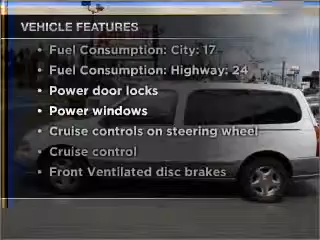 VEHICLE FEATURES
• Fuel Consumption: City: 17
• Fuel Consumption: Highway: 24
• Power door locks
• Power windows
• Cruise controls on steering wheel
• Cruise control
• Front Ventilated disc brakes